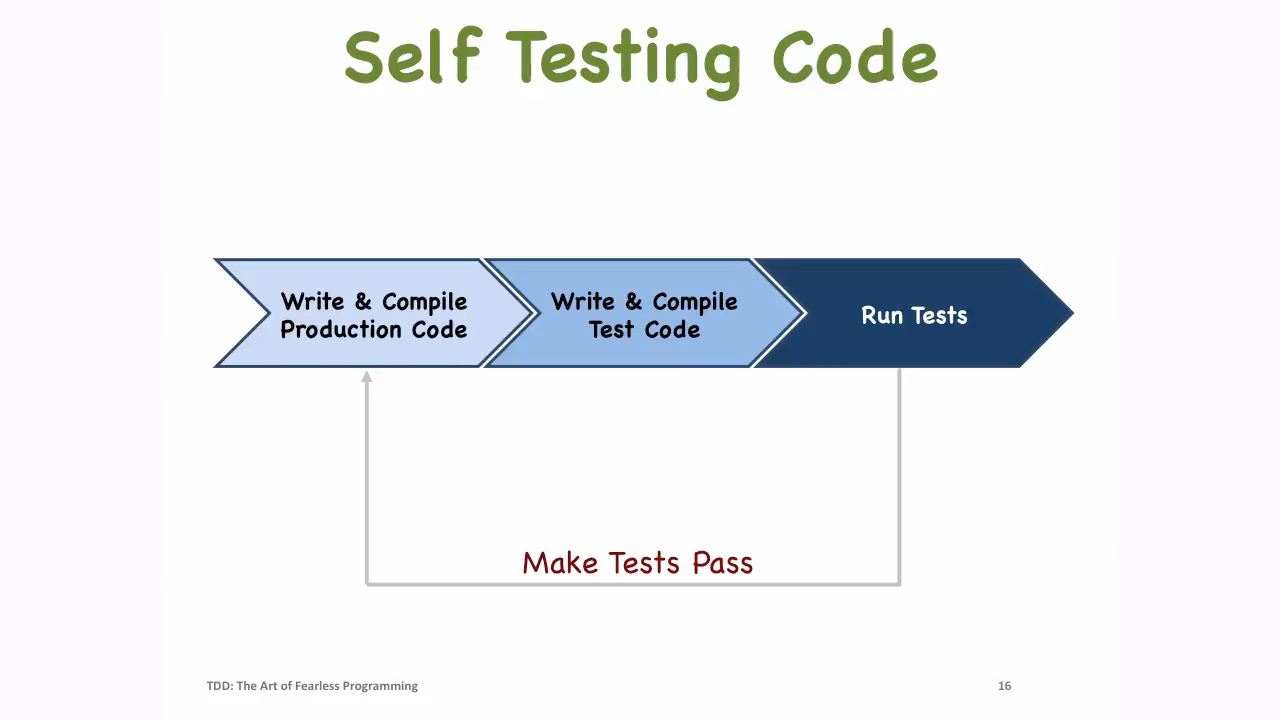 Self Testing Code
Write & Compile
Production Code
Write & Compile
Test Code
Run Tests
Make Tests Pass
TDD: The Art of Fearless Programming
16